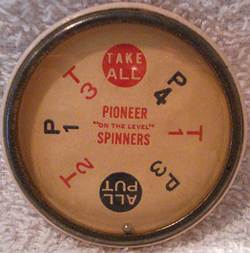 TAKE
ALL
P
4
T
1
P
3
ALL
PUT
T
2
P
1
T
3
PIONEER
"ON THE LEVEL"
SPINNERS